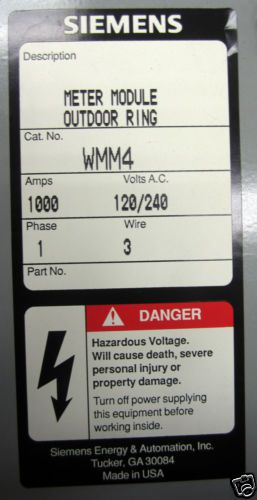 SIEMENS
Description
METER MODULE
OUTDOOR RING
Cat. No.
WMM4
Amps Volts A.C.
1000 120/240
Phase Wire
1 3
Part No.
DANGER
Hazardous Voltage.
Will cause death, severe
personal injury or
property damage.
Turn off power supplying
this equipment before
working inside.
Siemens Energy & Automation, Inc.
Tucker, GA 30084
Made in USA